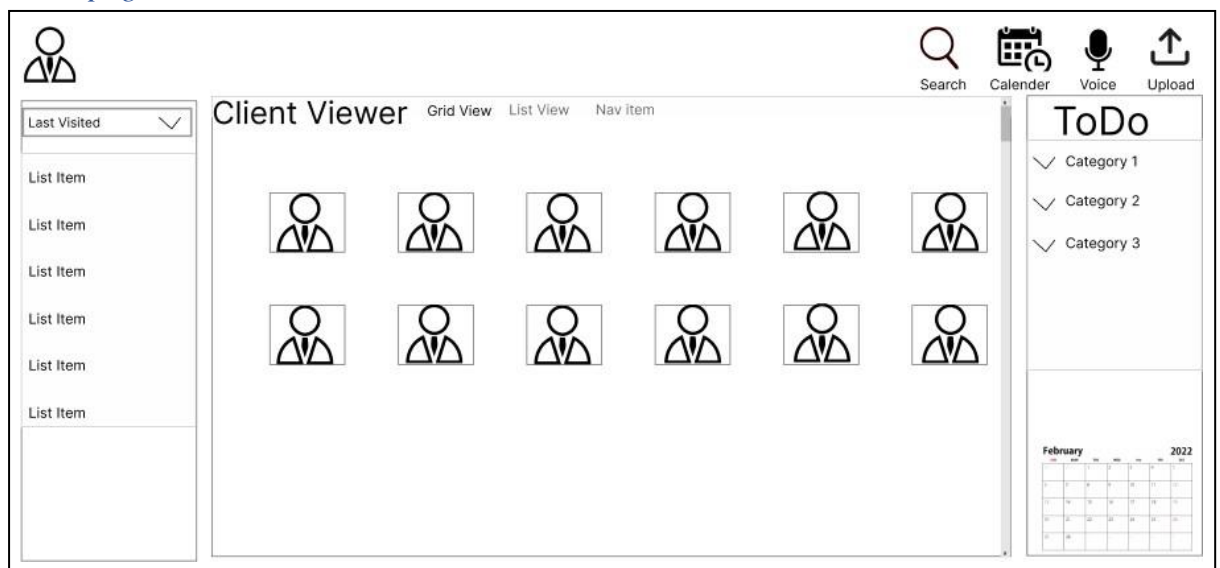 Search Calender Voice Upload
Last Visited
List Item
List Item
List Item
List Item
List Item
List Item
Client Viewer Grid View List View Nav item
ToDo
Category 1
Category 2
Category 3
February 2022